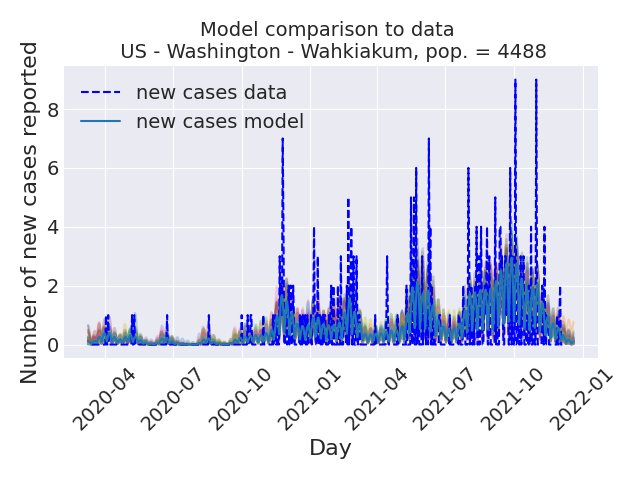 Model comparison to data
US - Washington - Wahkiakum, pop. = 4488
new cases data
new cases model
Number of new cases reported
8
6
4
2
0
2020-04
2020-07
2020-10
2021-01
2021-04
2021-07
2021-10
2022-01
Day